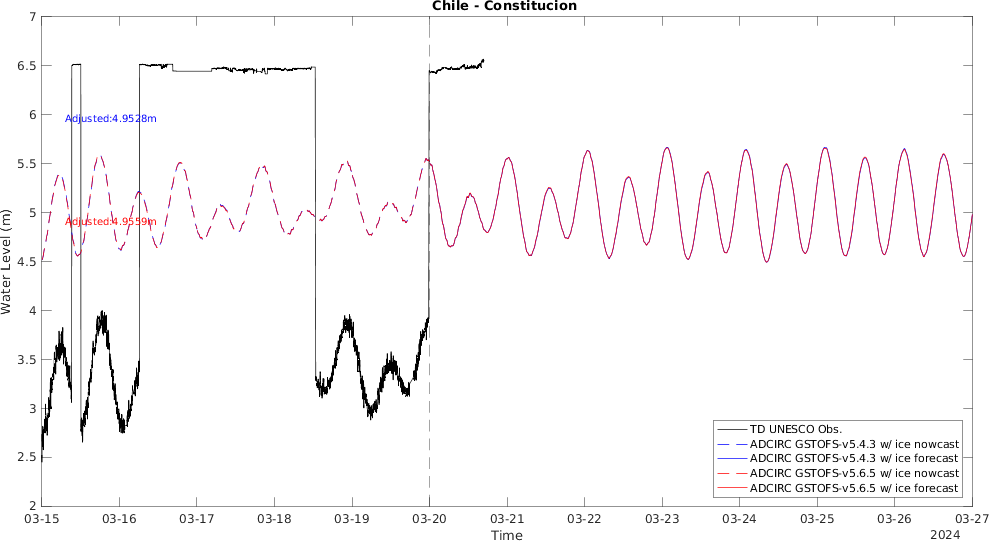 Chile - Constitucion
Water Level (m)
7
6.5
6
5.5
5
4.5
4
3.5
3
2.5
2
Adjusted:4.9528m
Adjusted:4.9559m
TD UNESCO Obs.
ADCIRC GSTOFS-v5.4.3 w/ ice nowcast
ADCIRC GSTOFS-v5.4.3 w/ ice forecast
ADCIRC GSTOFS-v5.6.5 w/ ice nowcast
ADCIRC GSTOFS-v5.6.5 w/ ice forecast
03-15 03-16 03-17 03-18 03-19 03-20 03-21 03-22 03-23 03-24 03-25 03-26 03-27
Time
2024